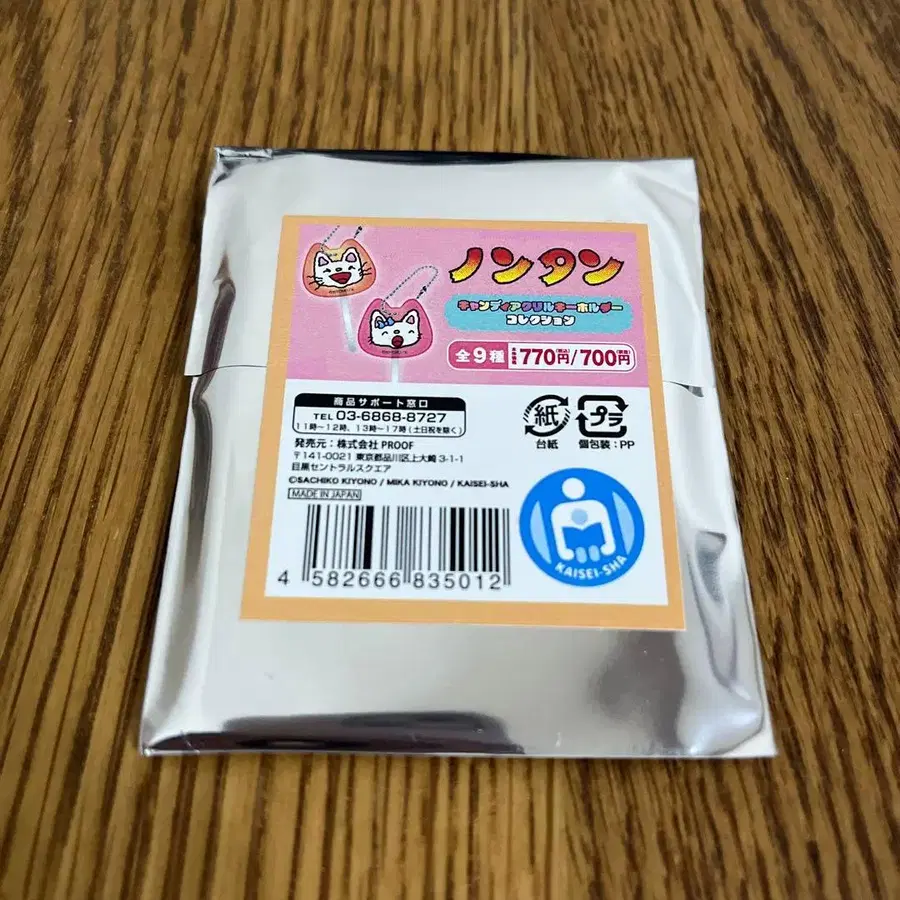 ノンタン
キャンディアクリルキーホルダー
コレクション
全9種 770円(税込)/700円(税抜)
商品サポート窓口
TEL 03-6868-8727
11時〜12時、13時〜17時(土日祝を除く)
発売元:株式会社 PROOF
〒141-0021 東京都品川区上大崎 3-1-1
目黒セントラルスクエア
©SACHIKO KIYONO / MIKA KIYONO / KAISEI-SHA
MADE IN JAPAN
4 582666 835012
紙
台紙
プラ
個包装:PP
KAISEI-SHA